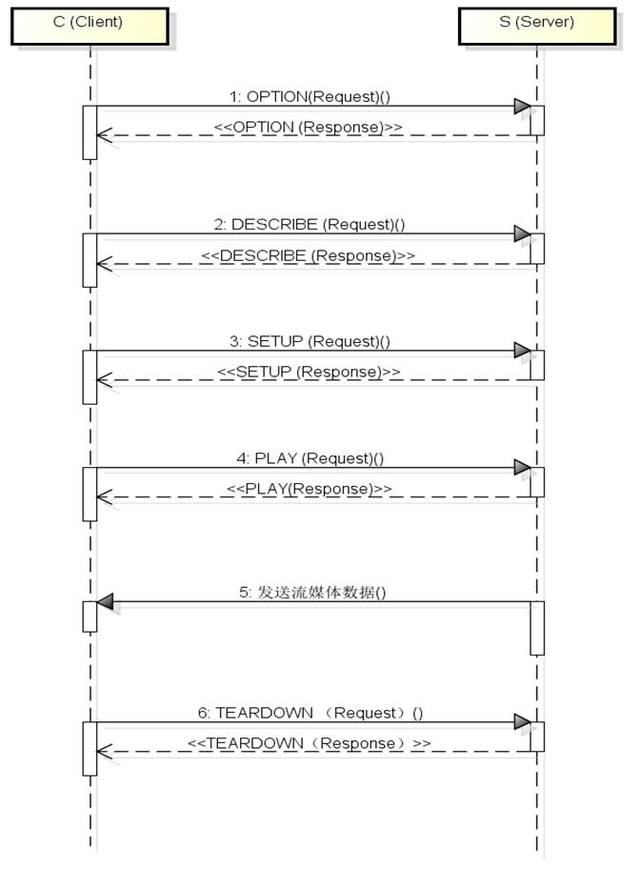 C (Client)
S (Server)
1: OPTION(Request)()
<<OPTION (Response)>>
2: DESCRIBE (Request)()
<<DESCRIBE (Response)>>
3: SETUP (Request)()
<<SETUP (Response)>>
4: PLAY (Request)()
<<PLAY(Response)>>
5: 发送流媒体数据()
6: TEARDOWN （Request）()
<<TEARDOWN（Response）>>